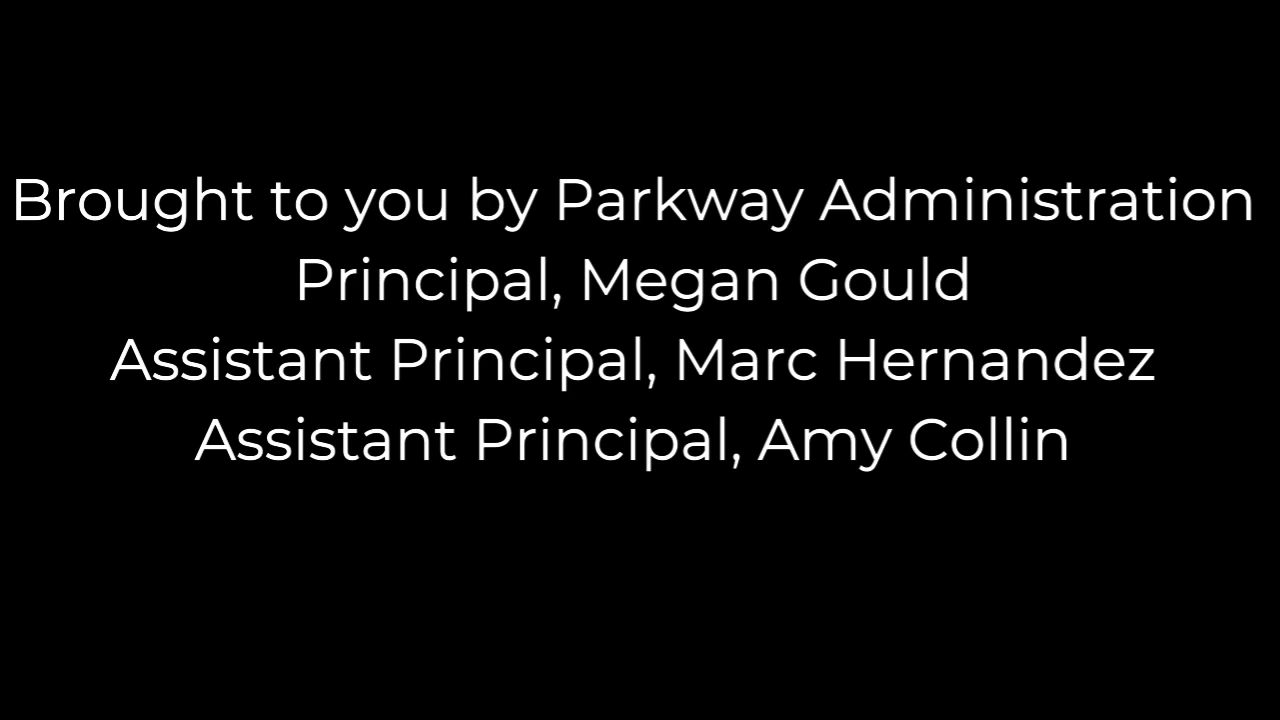 Brought to you by Parkway Administration
Principal, Megan Gould
Assistant Principal, Marc Hernandez
Assistant Principal, Amy Collin